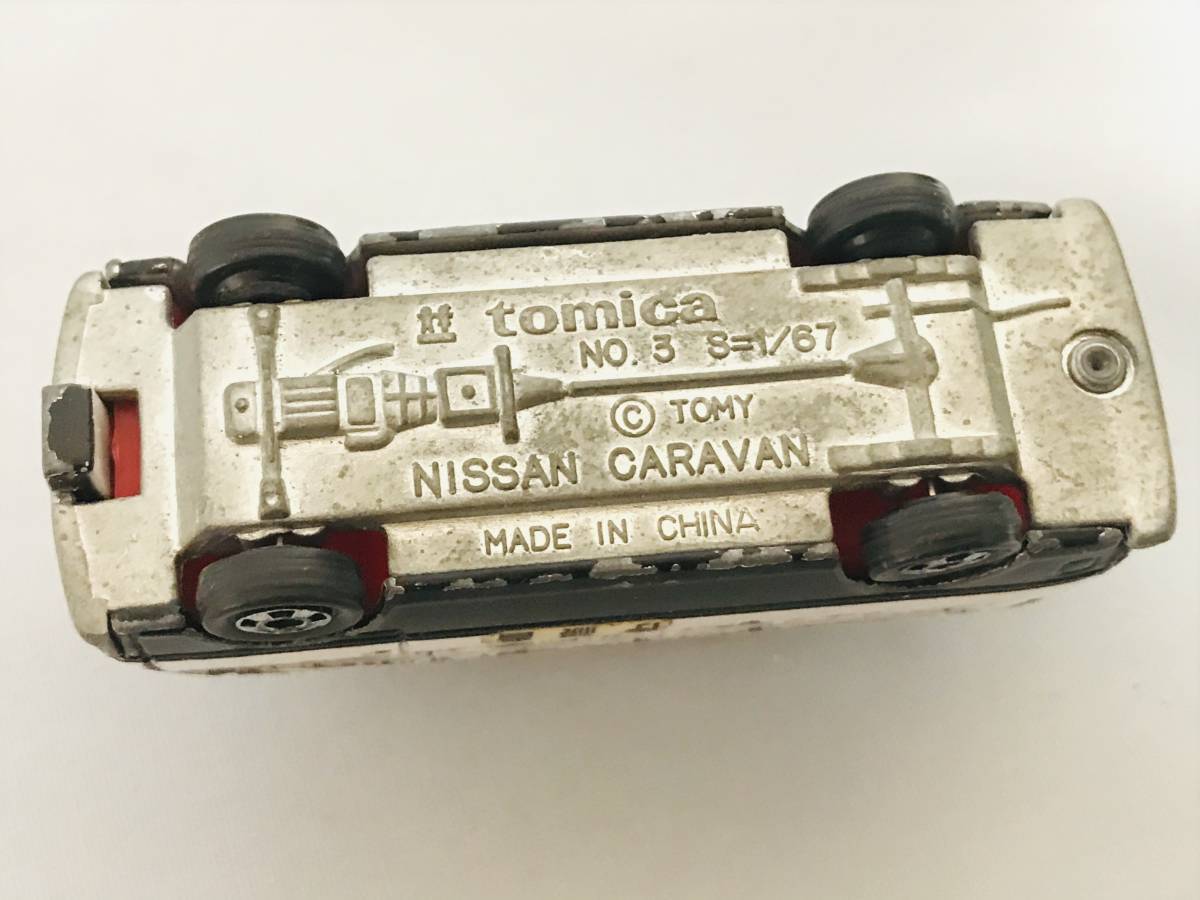 tomica
NO. 3 S=1/67
© TOMY
NISSAN CARAVAN
MADE IN CHINA